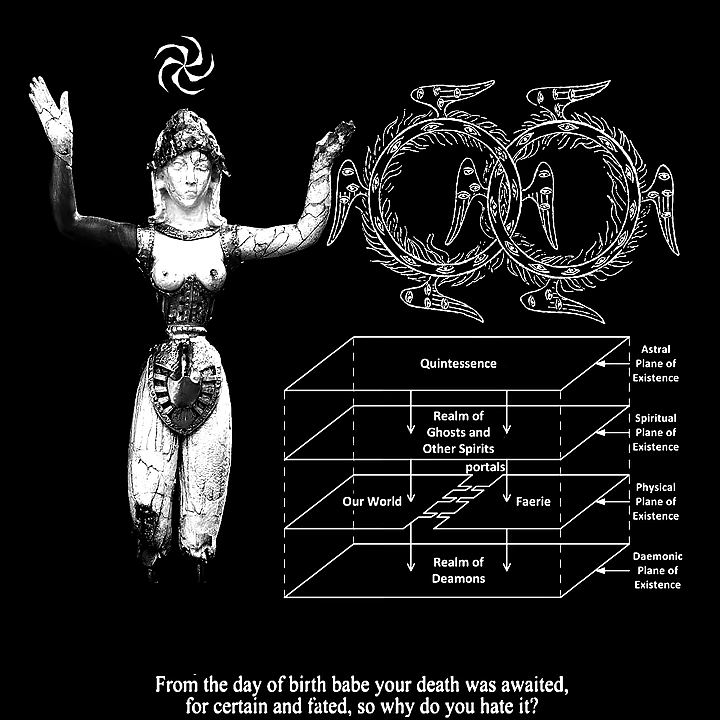 Quintessence
Astral
Plane of
Existence
Realm of
Ghosts and
Other Spirits
Spiritual
Plane of
Existence
portals
Our World
Faerie
Physical
Plane of
Existence
Realm of
Deamons
Daemonic
Plane of
Existence
From the day of birth babe your death was awaited,
for certain and fated, so why do you hate it?